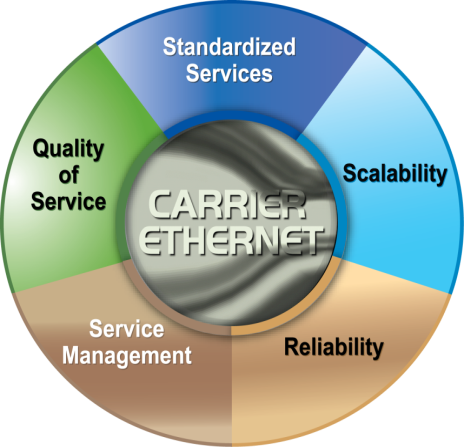 Standardized
Services
Quality
of
Service
Scalability
CARRIER
ETHERNET
Service
Management
Reliability